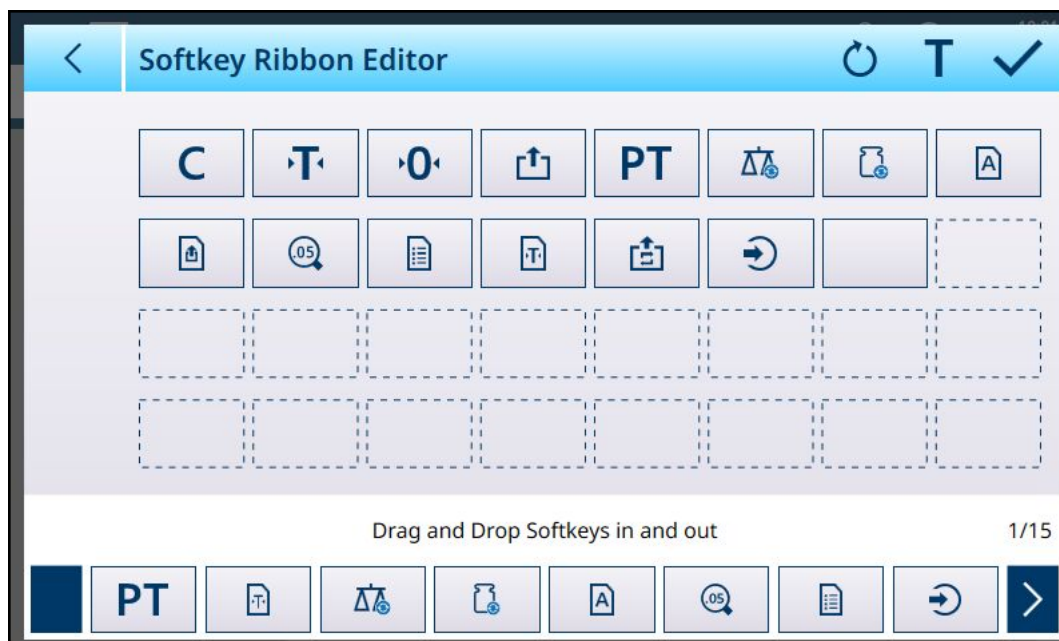 Softkey Ribbon Editor T
C T 0 PT A
.05 T
Drag and Drop Softkeys in and out 1/15
PT T A .05